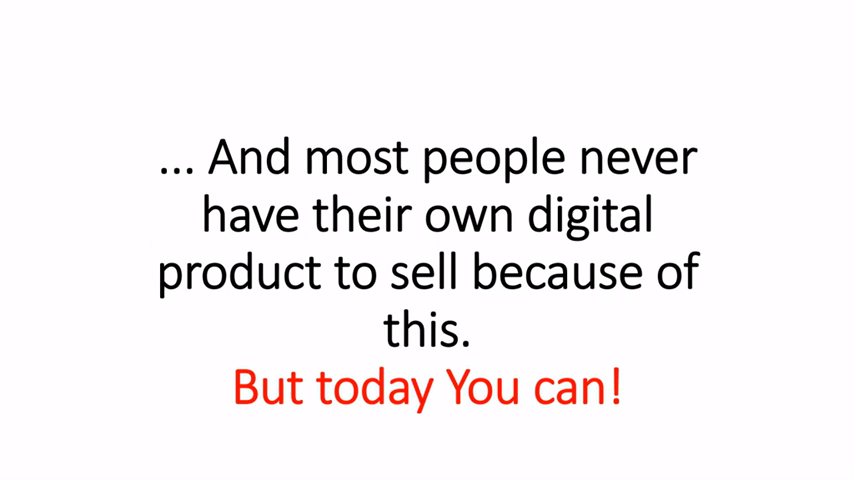 ... And most people never
have their own digital
product to sell because of
this.
But today You can!